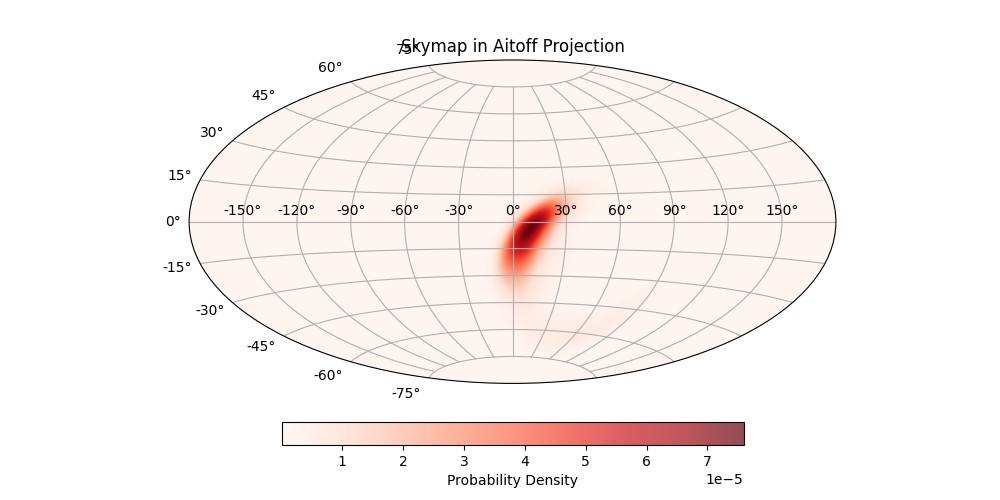 Skymap in Aitoff Projection
75°
60°
45°
30°
15°
-150° -120° -90° -60° -30° 0° 30° 60° 90° 120° 150°
0°
-15°
-30°
-45°
-60°
-75°
1 2 3 4 5 6 7
Probability Density
1e−5